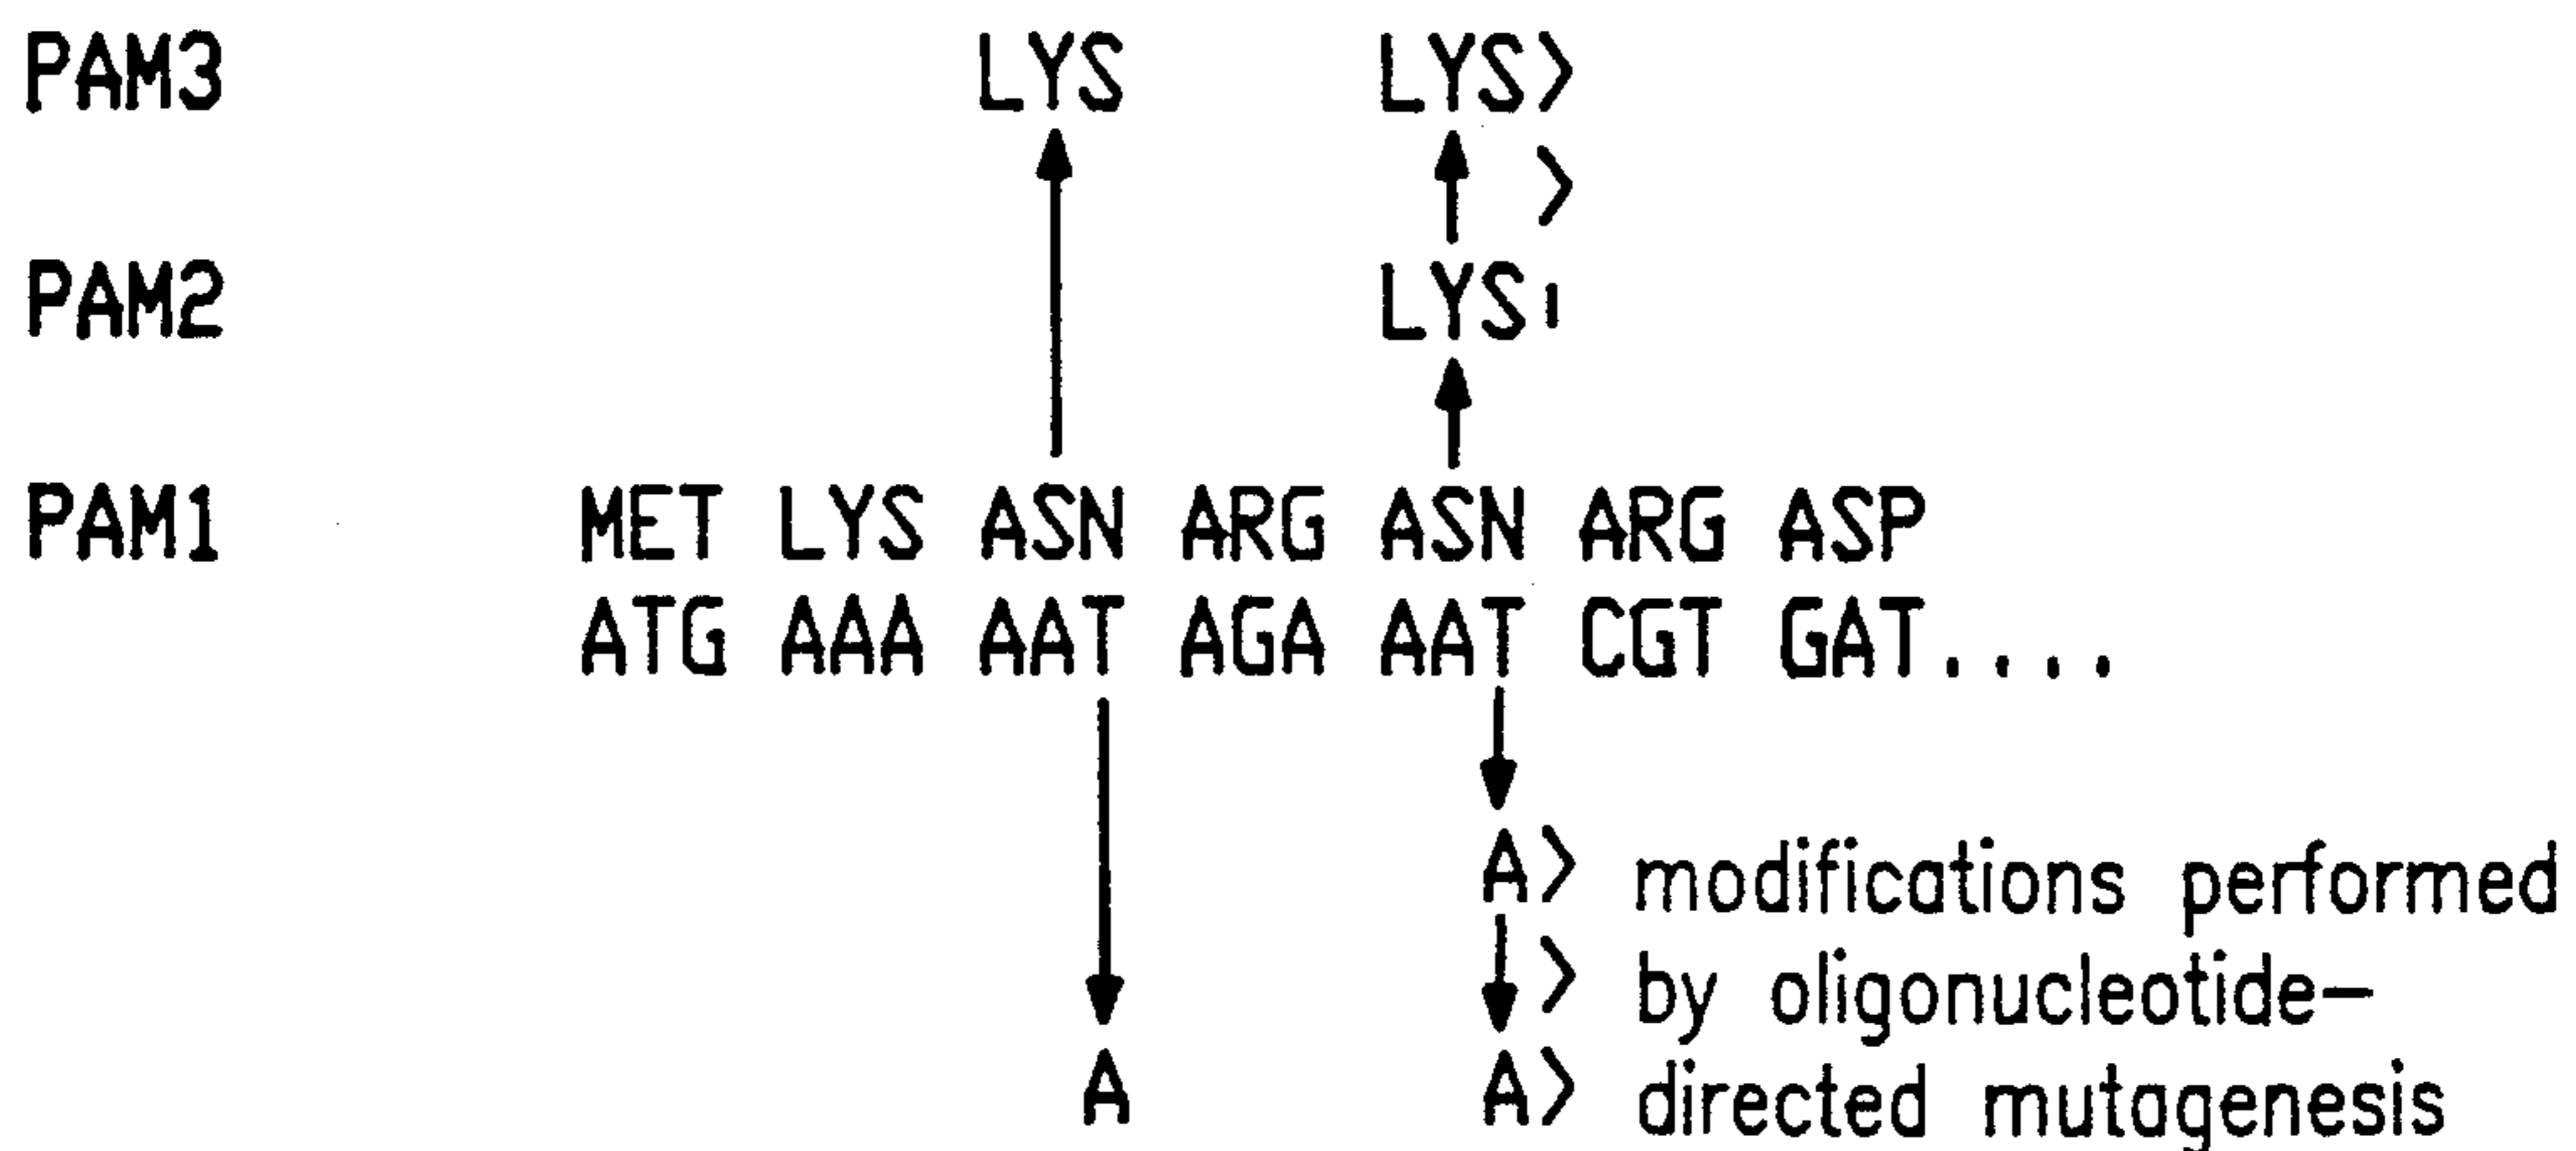 PAM3 LYS LYS>
>
PAM2 LYSı
PAM1 MET LYS ASN ARG ASN ARG ASP
ATG AAA AAT AGA AAT CGT GAT....
A> modifications performed
> by oligonucleotide-
A A> directed mutagenesis